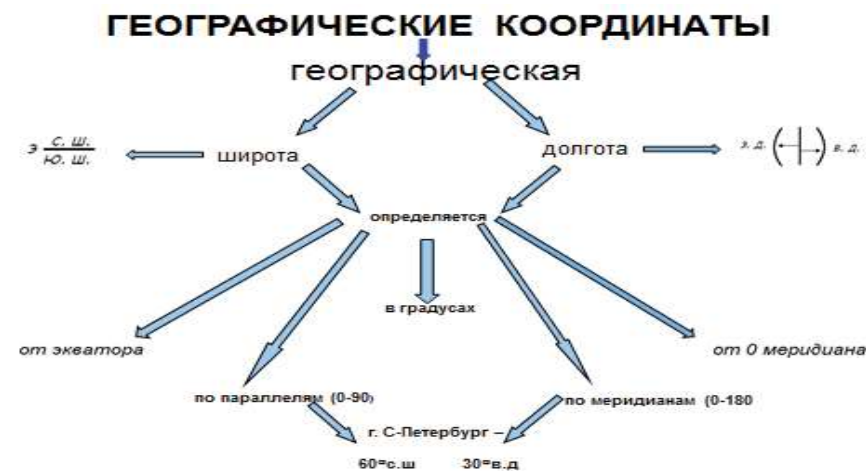 ГЕОГРАФИЧЕСКИЕ КООРДИНАТЫ
географическая
э с. ш.
ю. ш.
широта
долгота
з. д. в. д.
определяется
в градусах
от экватора
от 0 меридиана
по параллелям (0-90)
по меридианам (0-180
г. С-Петербург –
60°с.ш 30°в.д